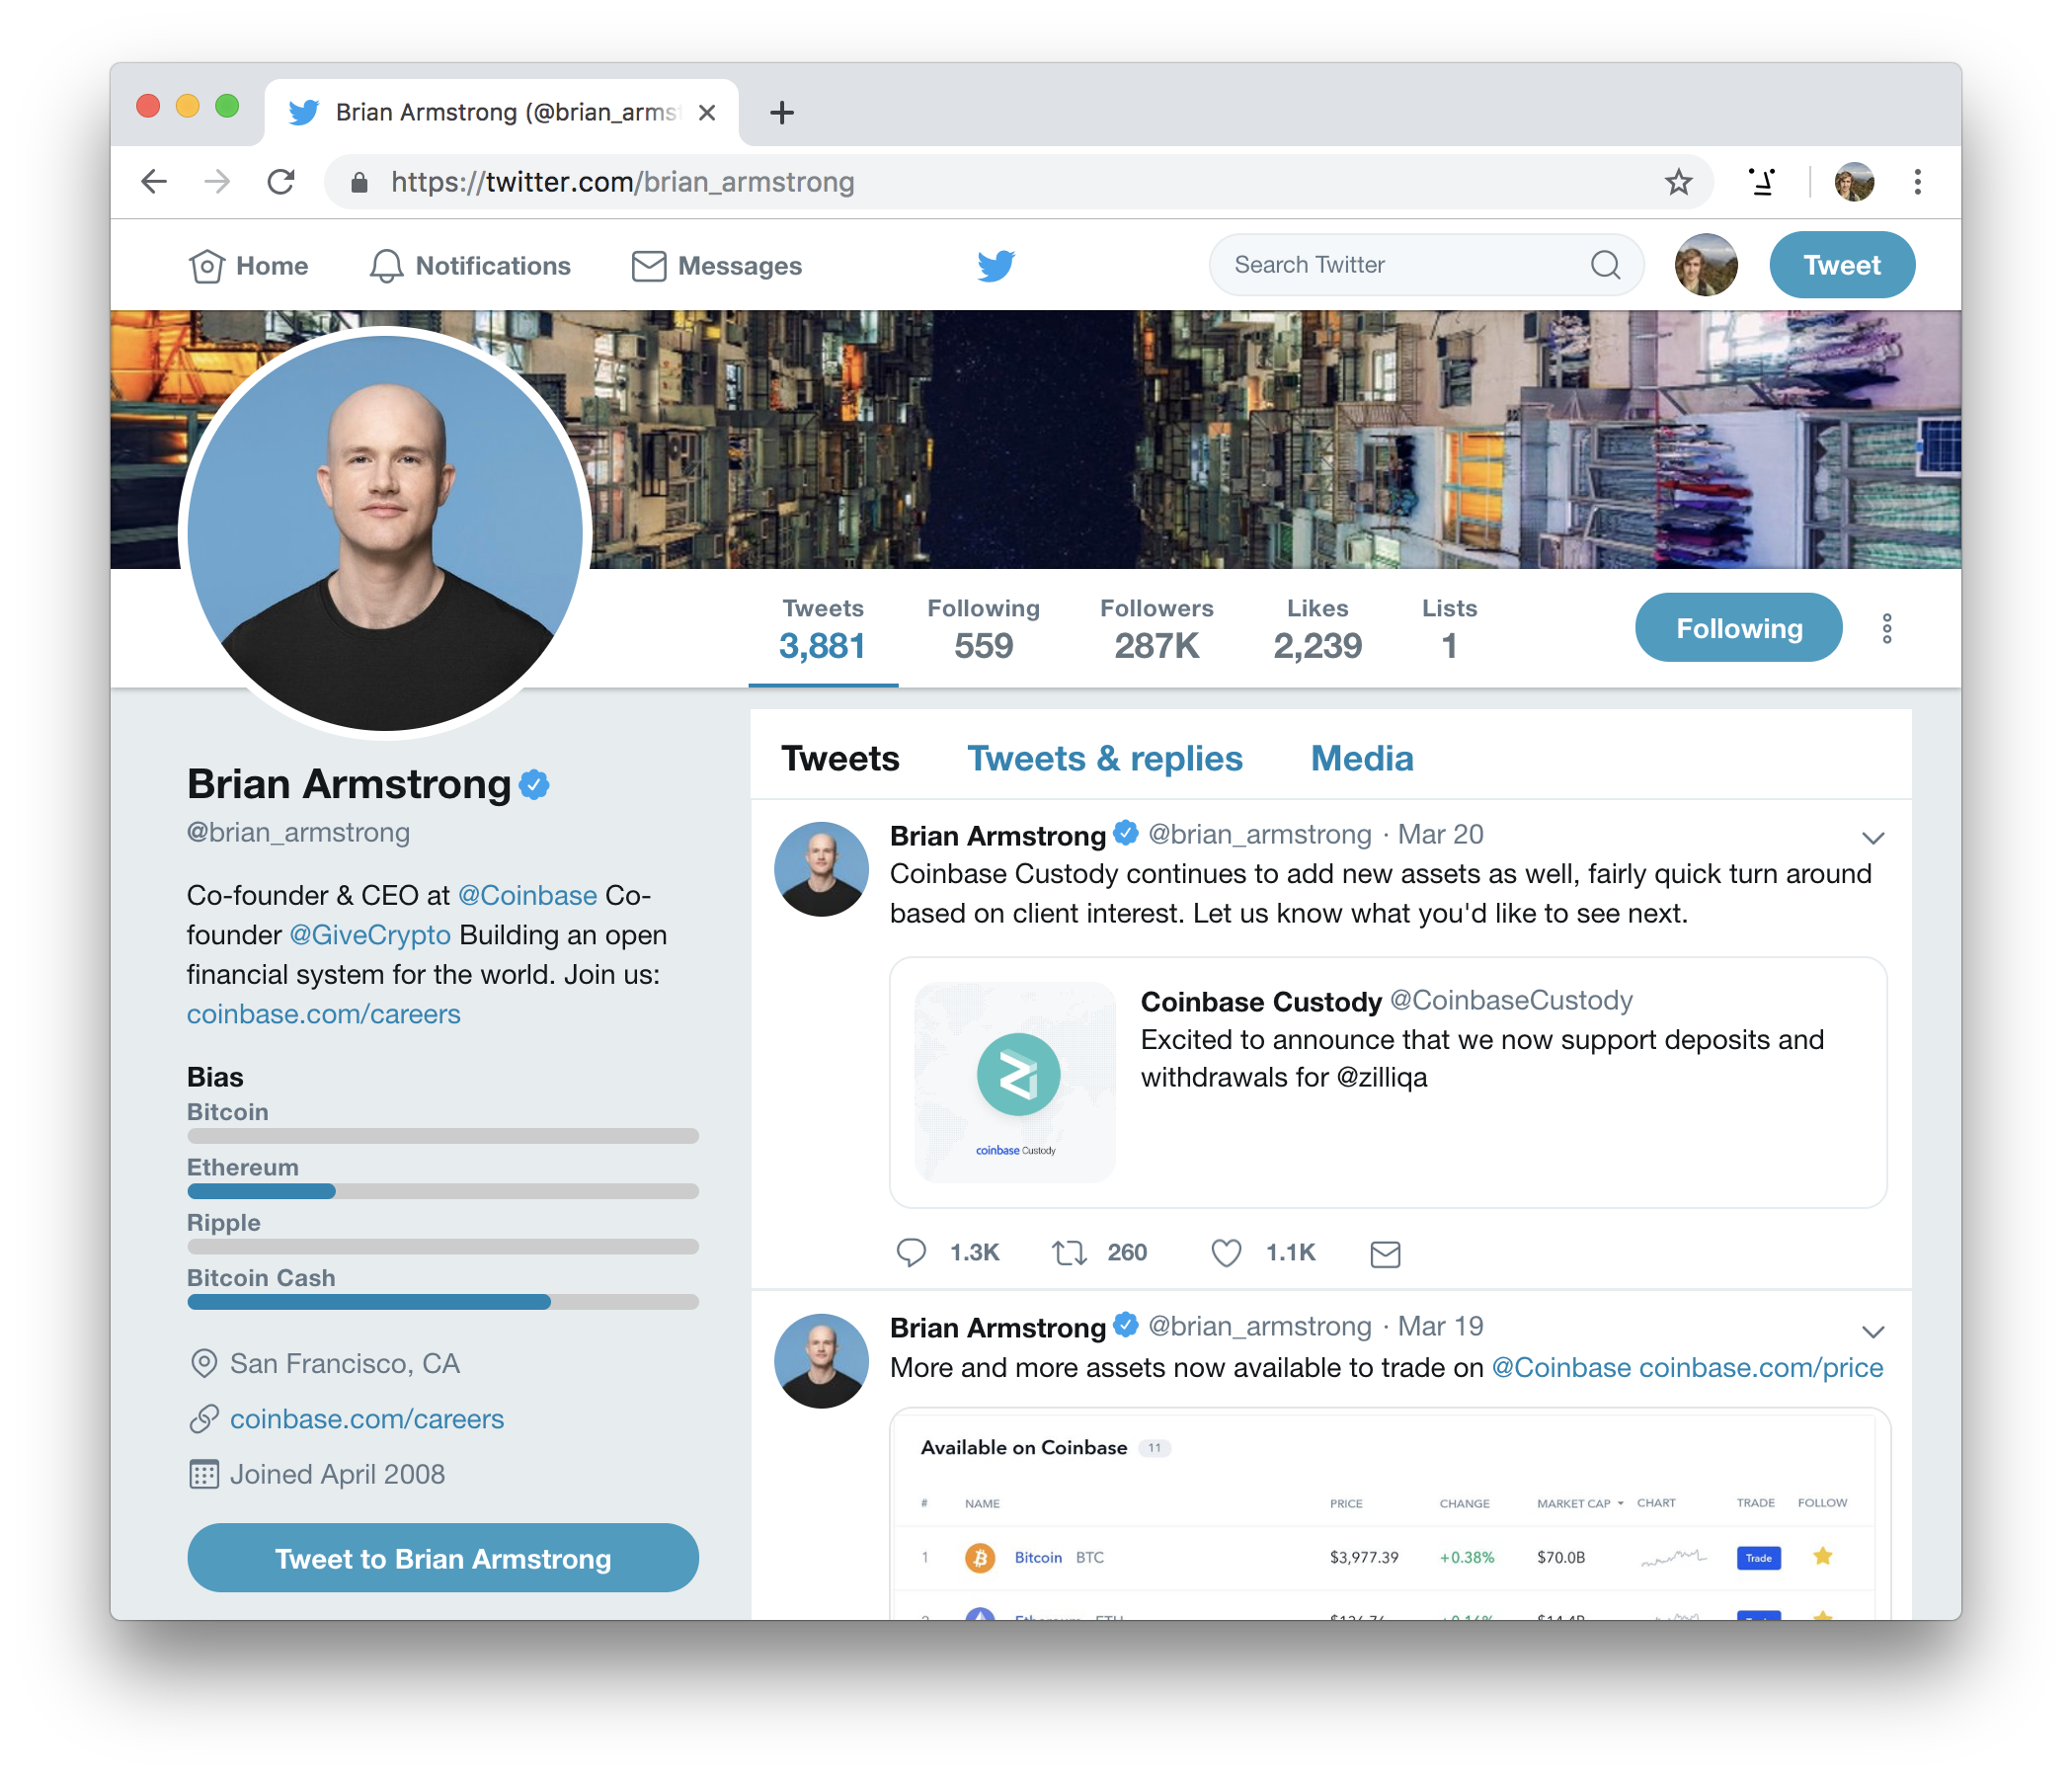 Brian Armstrong (@brian_arms
https://twitter.com/brian_armstrong
Home
Notifications
Messages
Search Twitter
Tweet
Tweets
3,881
Following
559
Followers
287K
Likes
2,239
Lists
1
Following
Brian Armstrong
@brian_armstrong
Co-founder & CEO at @Coinbase Co-
founder @GiveCrypto Building an open
financial system for the world. Join us:
coinbase.com/careers
Bias
Bitcoin
Ethereum
Ripple
Bitcoin Cash
San Francisco, CA
coinbase.com/careers
Joined April 2008
Tweet to Brian Armstrong
Tweets
Tweets & replies
Media
Brian Armstrong @brian_armstrong · Mar 20
Coinbase Custody continues to add new assets as well, fairly quick turn around
based on client interest. Let us know what you'd like to see next.
coinbase Custody
Coinbase Custody @CoinbaseCustody
Excited to announce that we now support deposits and
withdrawals for @zilliqa
1.3K
260
1.1K
Brian Armstrong @brian_armstrong · Mar 19
More and more assets now available to trade on @Coinbase coinbase.com/price
Available on Coinbase 11
# NAME PRICE CHANGE MARKET CAP CHART TRADE FOLLOW
1 Bitcoin BTC $3,977.39 +0.38% $70.0B Trade
Ethereum ETH